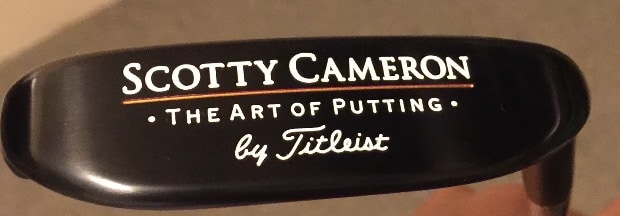 SCOTTY CAMERON
• THE ART OF PUTTING •
by Titleist